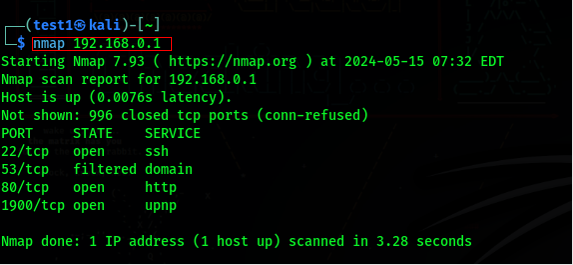 ┌──(test1㉿kali)-[~]
└─$ nmap 192.168.0.1
Starting Nmap 7.93 ( https://nmap.org ) at 2024-05-15 07:32 EDT
Nmap scan report for 192.168.0.1
Host is up (0.0076s latency).
Not shown: 996 closed tcp ports (conn-refused)
PORT     STATE    SERVICE
22/tcp   open     ssh
53/tcp   filtered domain
80/tcp   open     http
1900/tcp open     upnp
Nmap done: 1 IP address (1 host up) scanned in 3.28 seconds